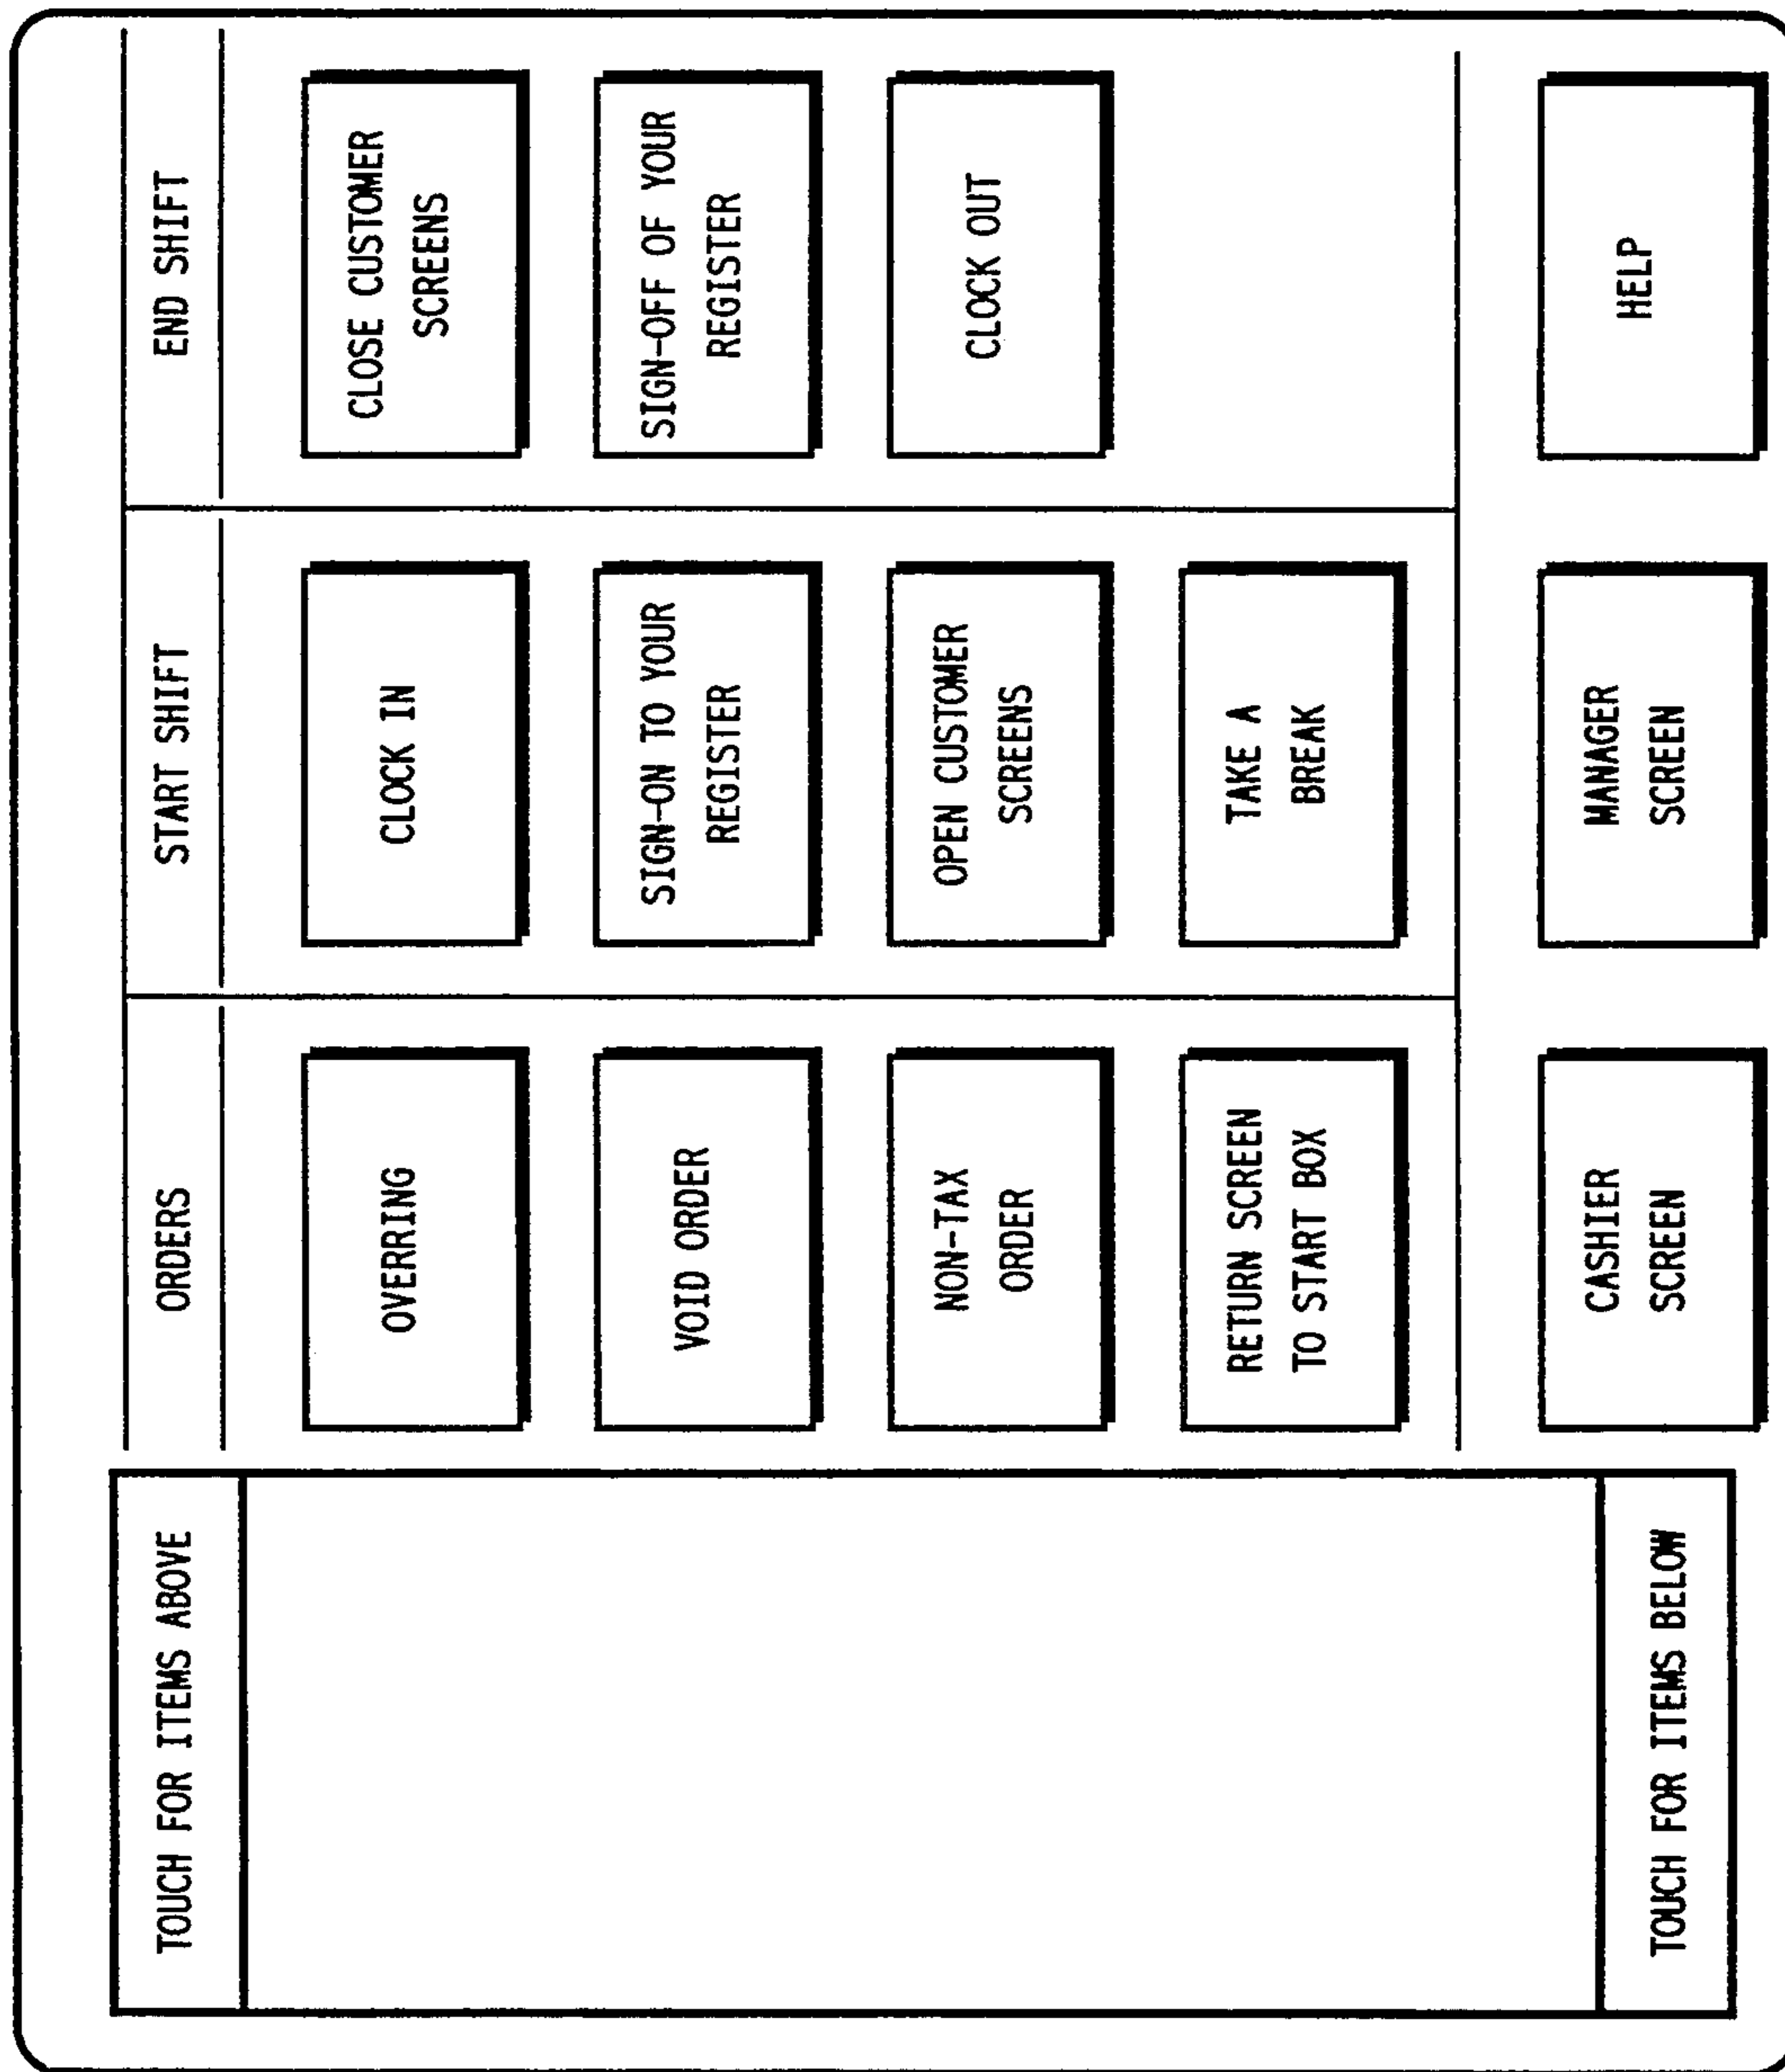 TOUCH FOR ITEMS ABOVE
TOUCH FOR ITEMS BELOW
ORDERS
OVERRING
VOID ORDER
NON-TAX
ORDER
RETURN SCREEN
TO START BOX
START SHIFT
CLOCK IN
SIGN-ON TO YOUR
REGISTER
OPEN CUSTOMER
SCREENS
TAKE A
BREAK
END SHIFT
CLOSE CUSTOMER
SCREENS
SIGN-OFF OF YOUR
REGISTER
CLOCK OUT
CASHIER
SCREEN
MANAGER
SCREEN
HELP